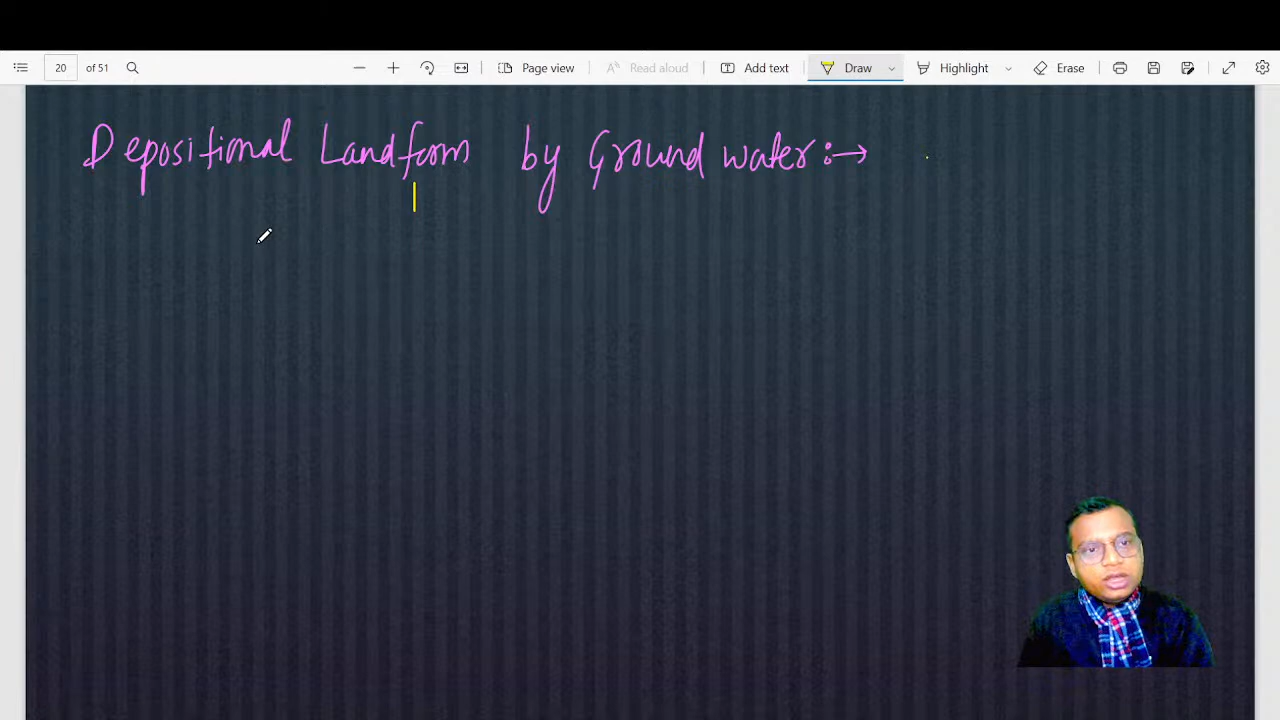 20 of 51 Page view Read aloud Add text Draw Highlight Erase
Depositional Landform by Ground water :→